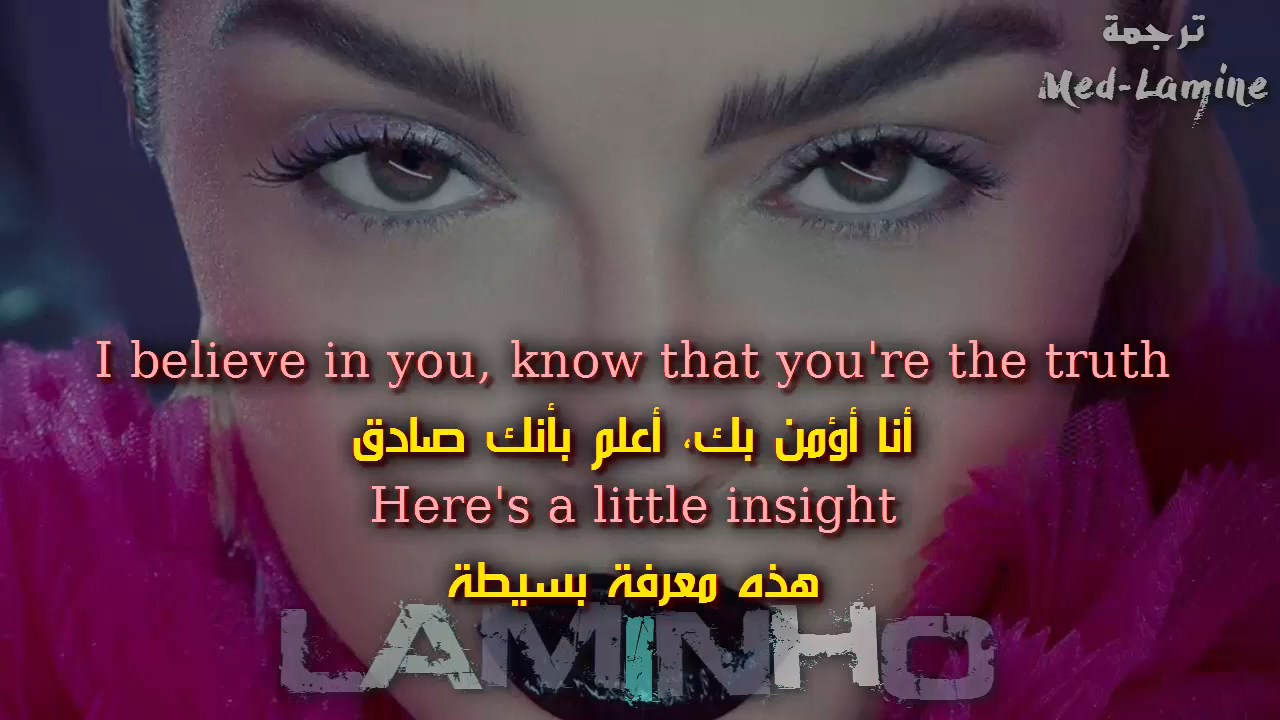 ترجمة
Med-Lamine
I believe in you, know that you're the truth
أنا أؤمن بك، أعلم بأنك صادق
Here's a little insight
هذه معرفة بسيطة
LAMINHO